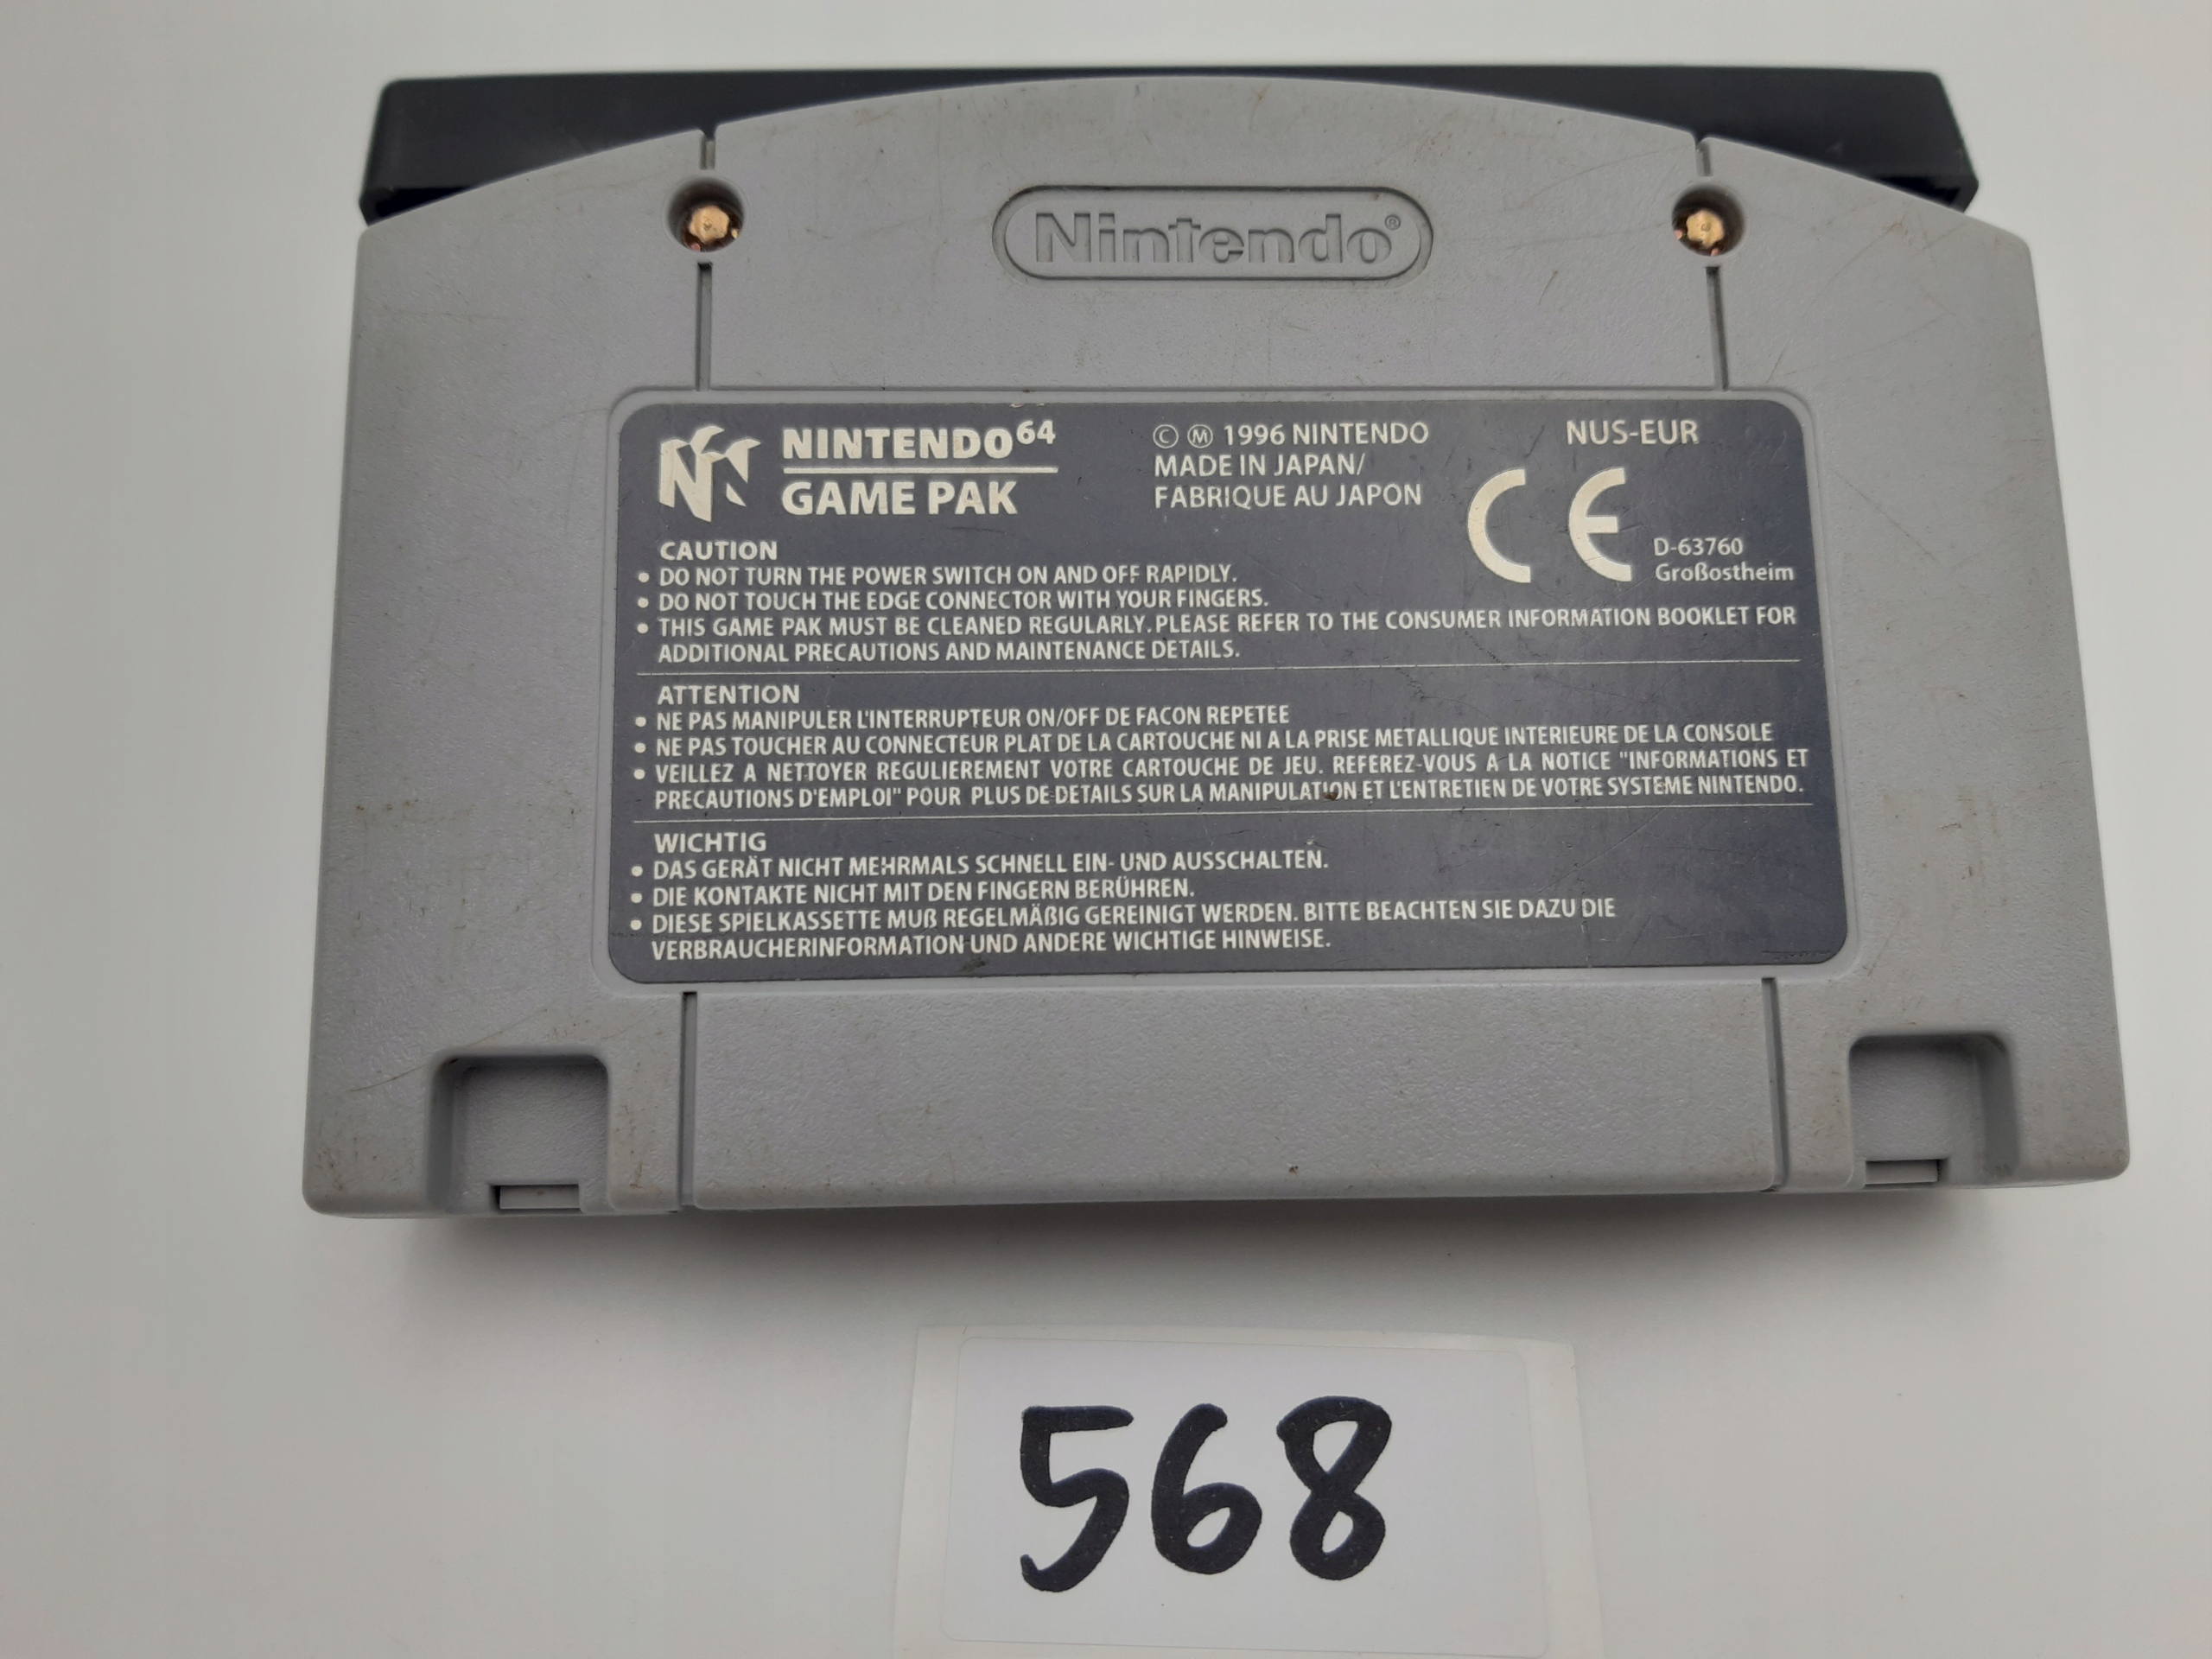 Nintendo®
NINTENDO⁶⁴
GAME PAK
© Ⓜ 1996 NINTENDO
MADE IN JAPAN/
FABRIQUE AU JAPON
NUS-EUR
CE
D-63760
Großostheim
CAUTION
• DO NOT TURN THE POWER SWITCH ON AND OFF RAPIDLY.
• DO NOT TOUCH THE EDGE CONNECTOR WITH YOUR FINGERS.
• THIS GAME PAK MUST BE CLEANED REGULARLY. PLEASE REFER TO THE CONSUMER INFORMATION BOOKLET FOR
ADDITIONAL PRECAUTIONS AND MAINTENANCE DETAILS.
ATTENTION
• NE PAS MANIPULER L'INTERRUPTEUR ON/OFF DE FACON REPETEE
• NE PAS TOUCHER AU CONNECTEUR PLAT DE LA CARTOUCHE NI A LA PRISE METALLIQUE INTERIEURE DE LA CONSOLE
• VEILLEZ A NETTOYER REGULIEREMENT VOTRE CARTOUCHE DE JEU. REFEREZ-VOUS A LA NOTICE "INFORMATIONS ET
PRECAUTIONS D'EMPLOI" POUR PLUS DE DETAILS SUR LA MANIPULATION ET L'ENTRETIEN DE VOTRE SYSTEME NINTENDO.
WICHTIG
• DAS GERÄT NICHT MEHRMALS SCHNELL EIN- UND AUSSCHALTEN.
• DIE KONTAKTE NICHT MIT DEN FINGERN BERÜHREN.
• DIESE SPIELKASSETTE MUß REGELMÄßIG GEREINIGT WERDEN. BITTE BEACHTEN SIE DAZU DIE
VERBRAUCHERINFORMATION UND ANDERE WICHTIGE HINWEISE.
568